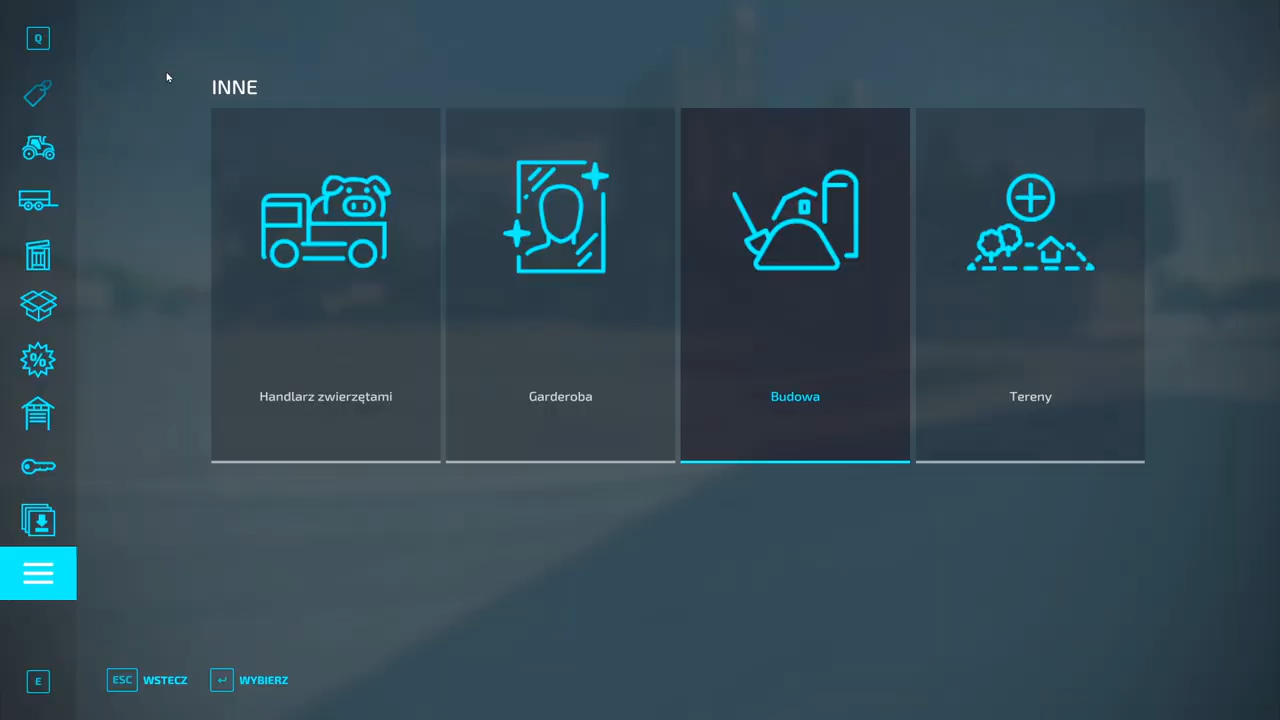 Q
INNE
Handlarz zwierzętami
Garderoba
Budowa
Tereny
%
E
ESC WSTECZ
↵ WYBIERZ